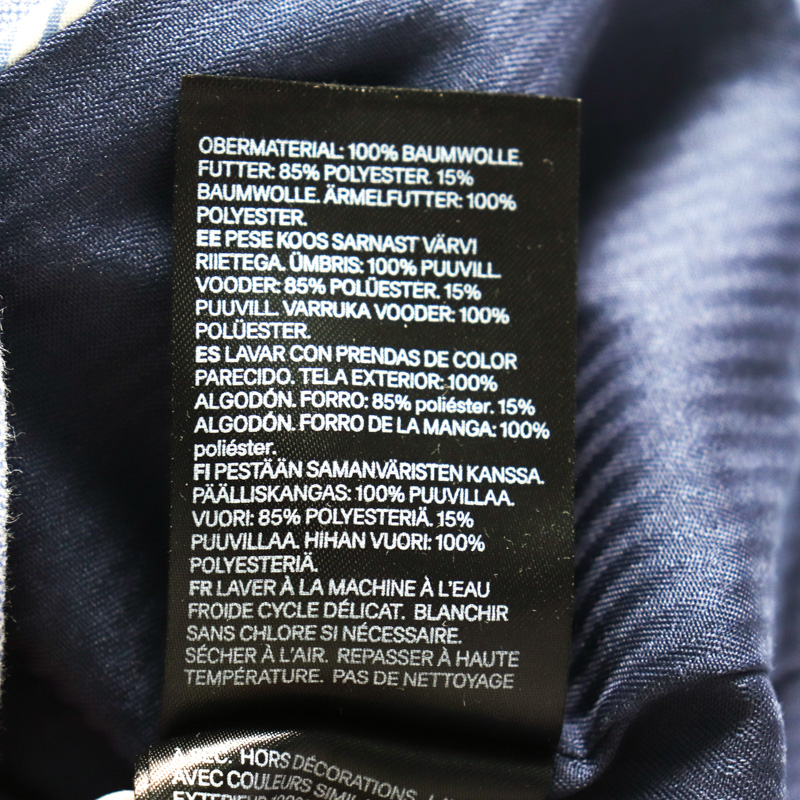 OBERMATERIAL: 100% BAUMWOLLE.
FUTTER: 85% POLYESTER. 15%
BAUMWOLLE. ÄRMELFUTTER: 100%
POLYESTER.
EE PESE KOOS SARNAST VÄRVI
RIIETEGA. ÜMBRIS: 100% PUUVILL.
VOODER: 85% POLÜESTER. 15%
PUUVILL. VARRUKA VOODER: 100%
POLÜESTER.
ES LAVAR CON PRENDAS DE COLOR
PARECIDO. TELA EXTERIOR: 100%
ALGODÓN. FORRO: 85% poliéster. 15%
ALGODÓN. FORRO DE LA MANGA: 100%
poliéster.
FI PESTÄÄN SAMANVÄRISTEN KANSSA.
PÄÄLLISKANGAS: 100% PUUVILLAA.
VUORI: 85% POLYESTERIÄ. 15%
PUUVILLAA. HIHAN VUORI: 100%
POLYESTERIÄ.
FR LAVER À LA MACHINE À L'EAU
FROIDE CYCLE DÉLICAT. BLANCHIR
SANS CHLORE SI NÉCESSAIRE.
SÉCHER À L'AIR. REPASSER À HAUTE
TEMPÉRATURE. PAS DE NETTOYAGE
HORS DÉCORATIONS.
AVEC COULEURS